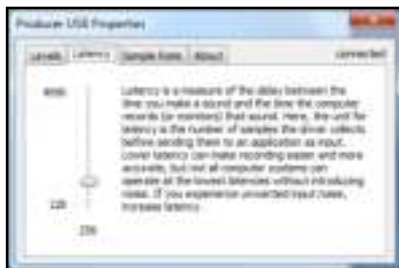 Producer USB Properties
Levels Latency Sample Rate About connected
Latency is a measure of the delay between the
time you make a sound and the time the computer
records (or monitors) that sound. Here, the unit for
latency is the number of samples the driver collects
before sending them to an application as input.
Lower latency can make recording easier and more
accurate, but not all computer systems can
operate at the lowest latencies without introducing
noise. If you experience unwanted input noise,
increase latency.
128
256